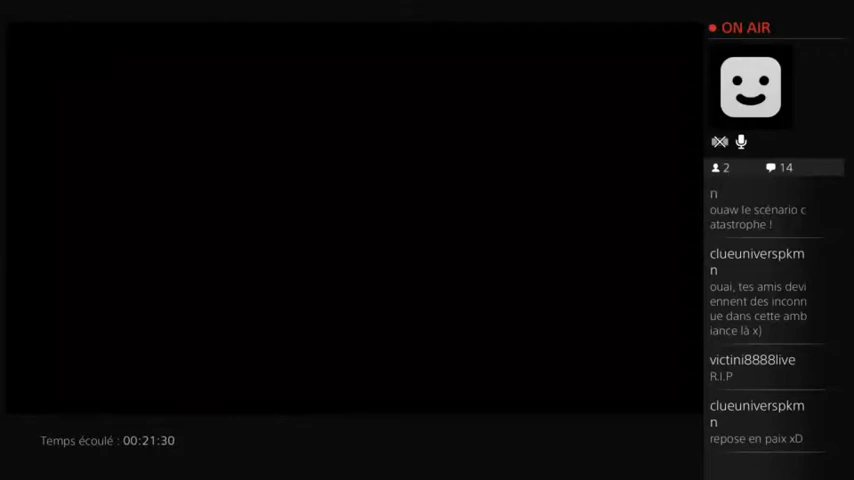 ON AIR
2 14
n
ouaw le scénario c
atastrophe !
clueuniverspkm
n
ouai, tes amis devi
ennent des inconn
ue dans cette amb
iance là x)
victini8888live
R.I.P
clueuniverspkm
n
repose en paix xD
Temps écoulé : 00:21:30